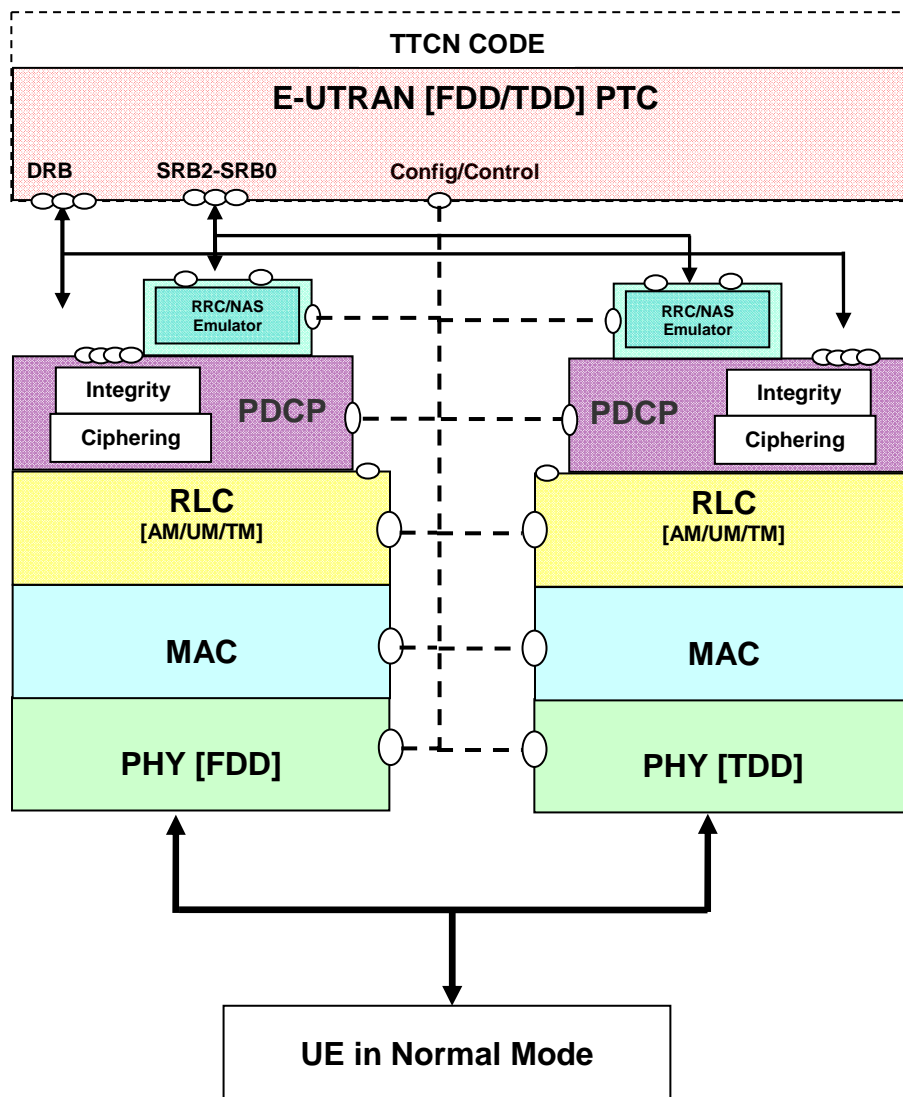 TTCN CODE
E-UTRAN [FDD/TDD] PTC
DRB
SRB2-SRB0
Config/Control
RRC/NAS
Emulator
RRC/NAS
Emulator
Integrity
Ciphering
PDCP
PDCP
Integrity
Ciphering
RLC
[AM/UM/TM]
RLC
[AM/UM/TM]
MAC
MAC
PHY [FDD]
PHY [TDD]
UE in Normal Mode